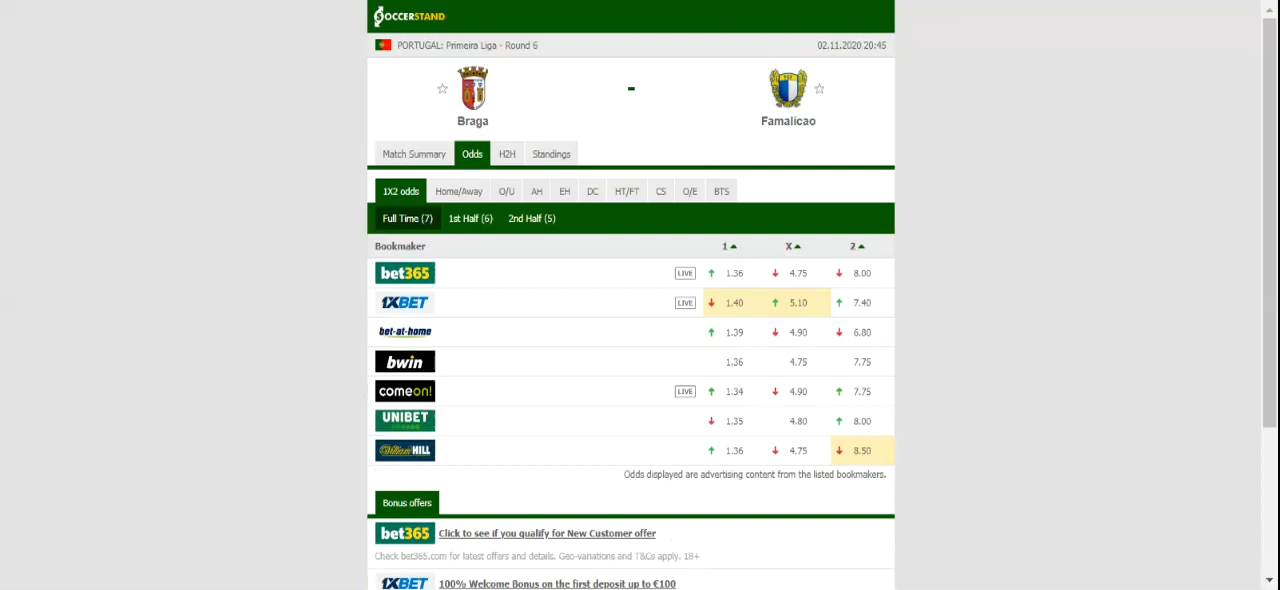 SOCCERSTAND
PORTUGAL: Primeira Liga - Round 6 02.11.2020 20:45
-
Braga Famalicao
Match Summary Odds H2H Standings
1X2 odds Home/Away O/U AH EH DC HT/FT CS O/E BTS
Full Time (7) 1st Half (6) 2nd Half (5)
Bookmaker 1 X 2
bet365 LIVE 1.36 4.75 8.00
1XBET LIVE 1.40 5.10 7.40
bet-at-home 1.39 4.90 6.80
bwin 1.36 4.75 7.75
comeon! LIVE 1.34 4.90 7.75
UNIBET 1.35 4.80 8.00
William HILL 1.36 4.75 8.50
Odds displayed are advertising content from the listed bookmakers.
Bonus offers
bet365 Click to see if you qualify for New Customer offer
Check bet365.com for latest offers and details. Geo-variations and T&Cs apply. 18+
1XBET 100% Welcome Bonus on the first deposit up to €100